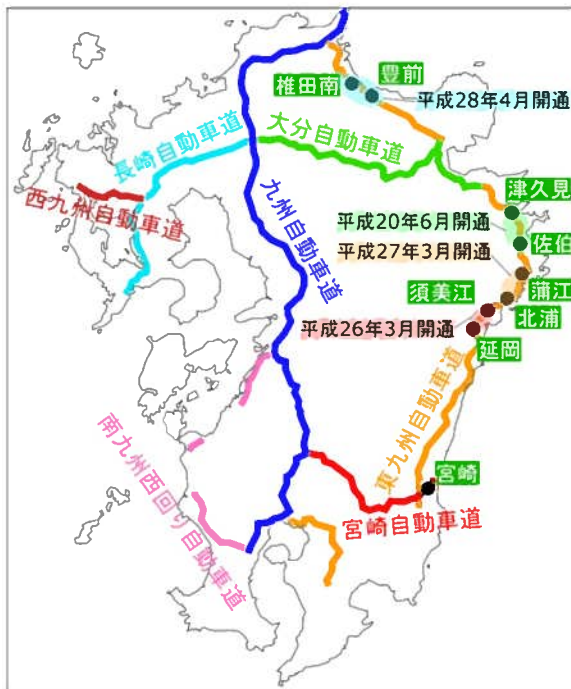 豊前
椎田南
平成28年4月開通
大分自動車道
長崎自動車道
西九州自動車道
九州自動車道
津久見
平成20年6月開通
佐伯
平成27年3月開通
蒲江
須美江
北浦
平成26年3月開通
延岡
東九州自動車道
宮崎
宮崎自動車道
南九州西回り自動車道